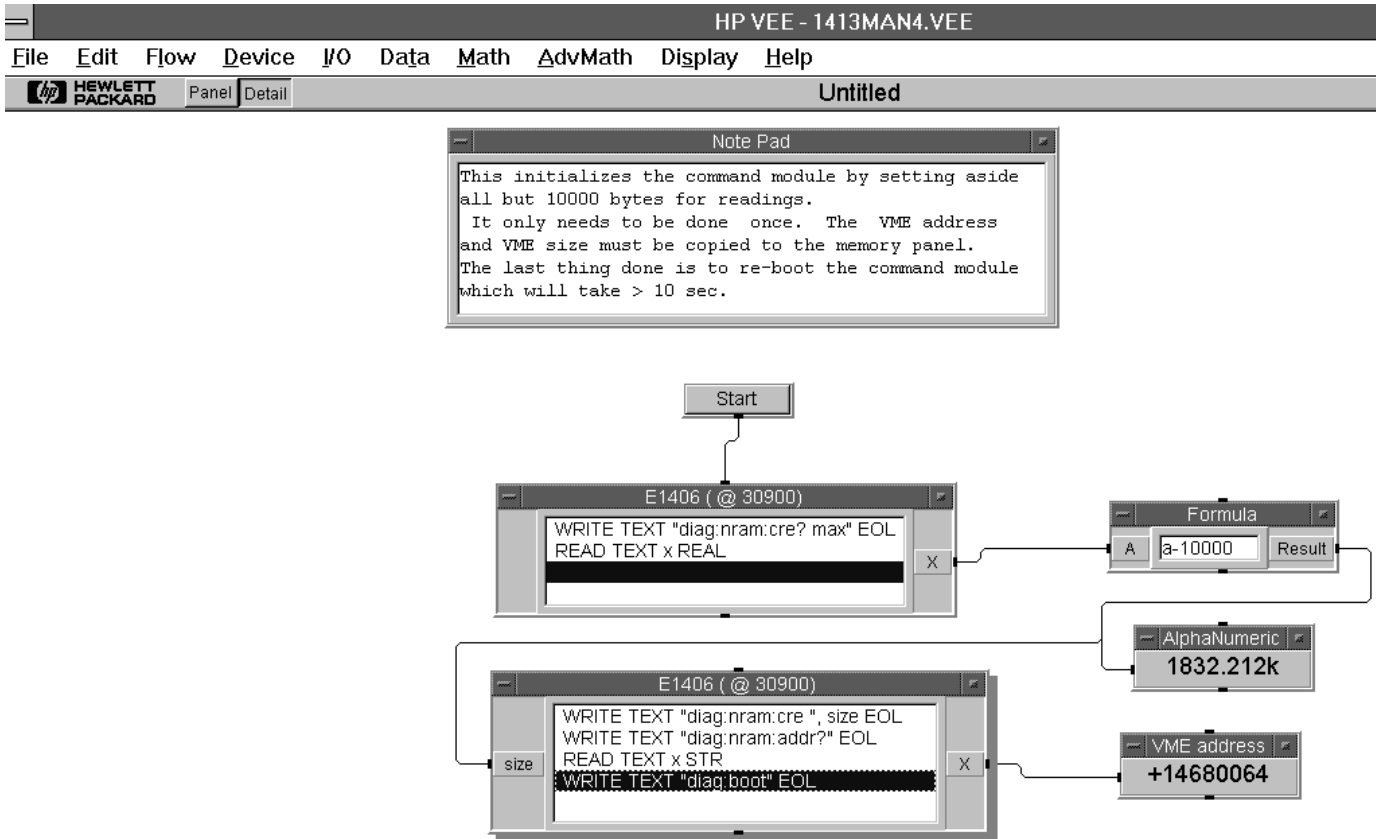 HP VEE - 1413MAN4.VEE
File Edit Flow Device I/O Data Math AdvMath Display Help
hp HEWLETT PACKARD Panel Detail Untitled
Note Pad
This initializes the command module by setting aside
all but 10000 bytes for readings.
It only needs to be done once. The VME address
and VME size must be copied to the memory panel.
The last thing done is to re-boot the command module
which will take > 10 sec.
Start
E1406 ( @ 30900)
WRITE TEXT "diag:nram:cre? max" EOL
READ TEXT x REAL
X
Formula
A a-10000 Result
AlphaNumeric
1832.212k
E1406 ( @ 30900)
WRITE TEXT "diag:nram:cre ", size EOL
WRITE TEXT "diag:nram:addr?" EOL
READ TEXT x STR
WRITE TEXT "diag:boot" EOL
size
X
VME address
+14680064